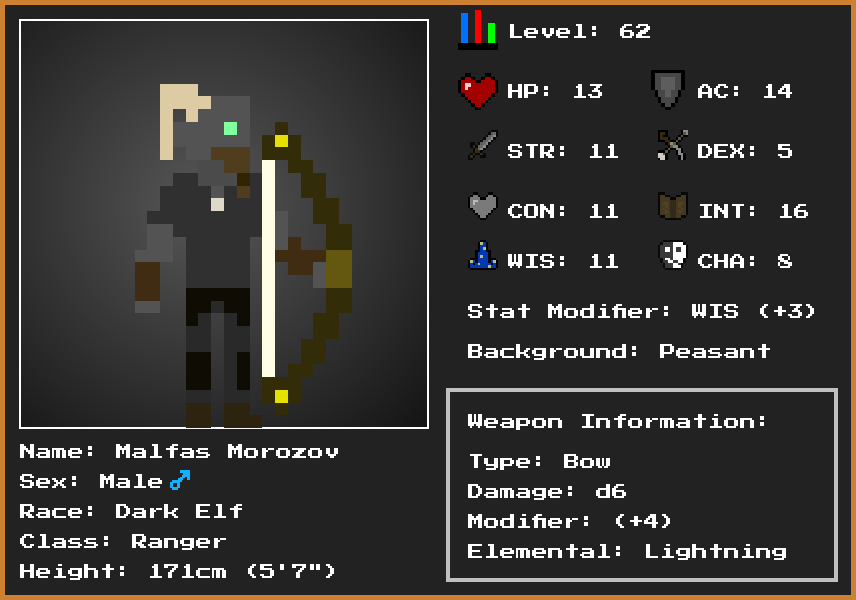 Level: 62
HP: 13 AC: 14
STR: 11 DEX: 5
CON: 11 INT: 16
WIS: 11 CHA: 8
Stat Modifier: WIS (+3)
Background: Peasant
Weapon Information:
Type: Bow
Damage: d6
Modifier: (+4)
Elemental: Lightning
Name: Malfas Morozov
Sex: Male ♂
Race: Dark Elf
Class: Ranger
Height: 171cm (5'7")